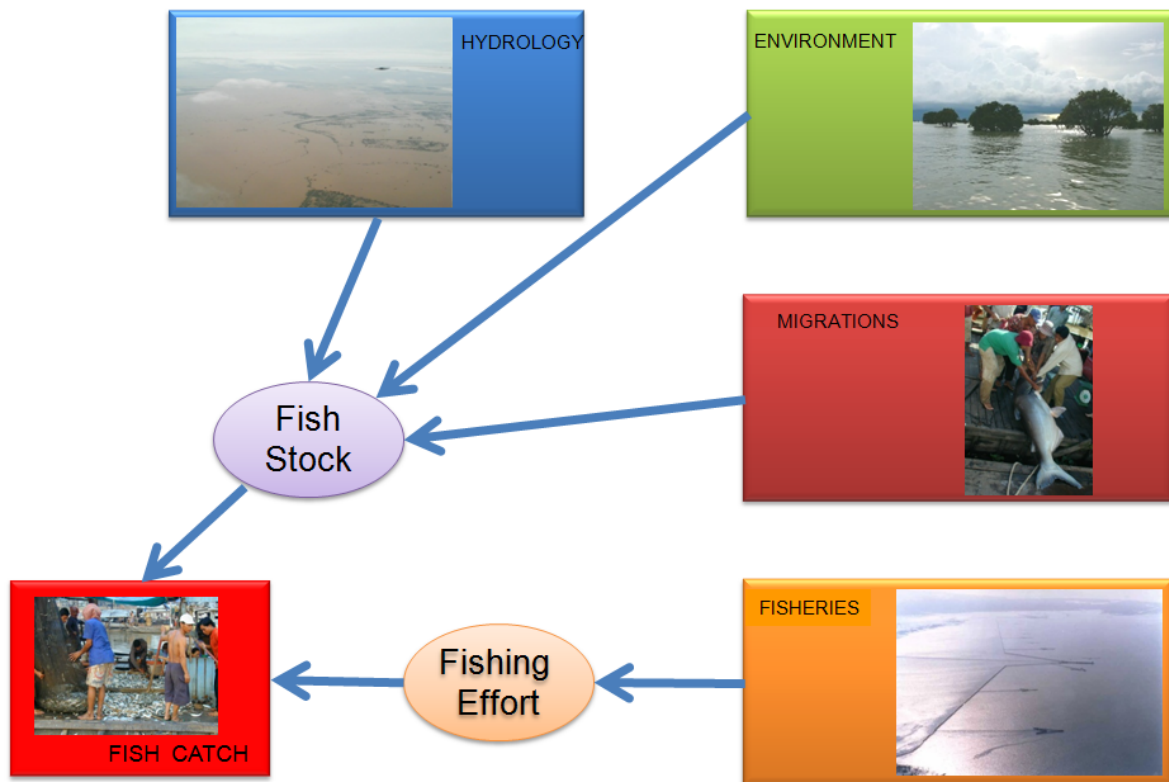 HYDROLOGY
ENVIRONMENT
MIGRATIONS
Fish
Stock
FISHERIES
Fishing
Effort
FISH CATCH